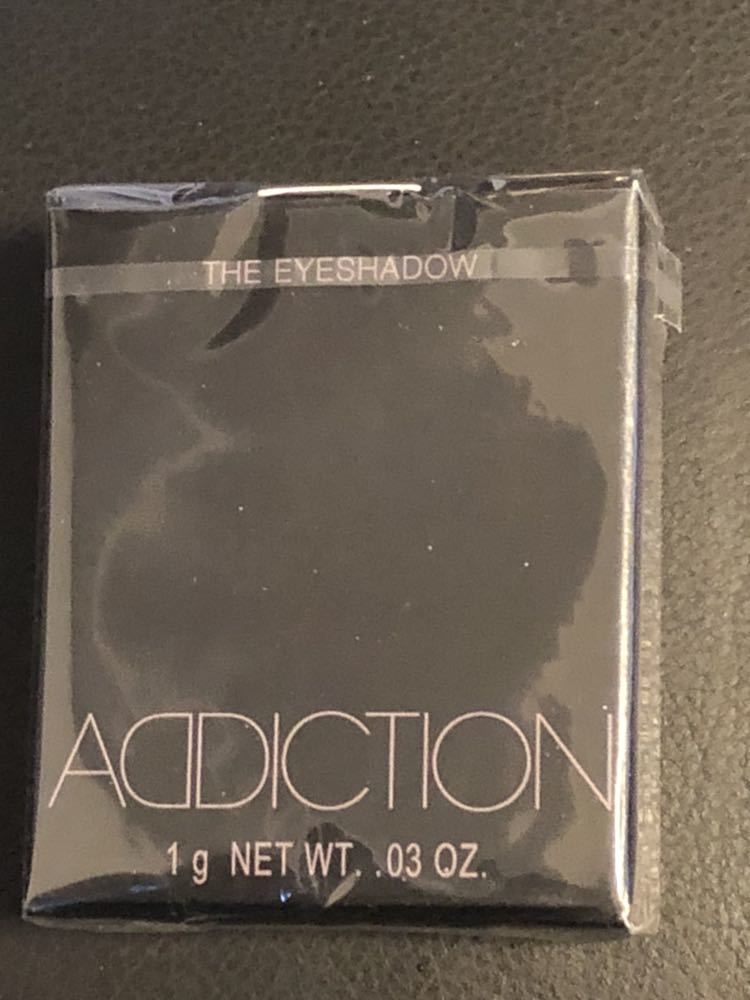 THE EYESHADOW
ADDICTION
1 g NET WT. .03 OZ.